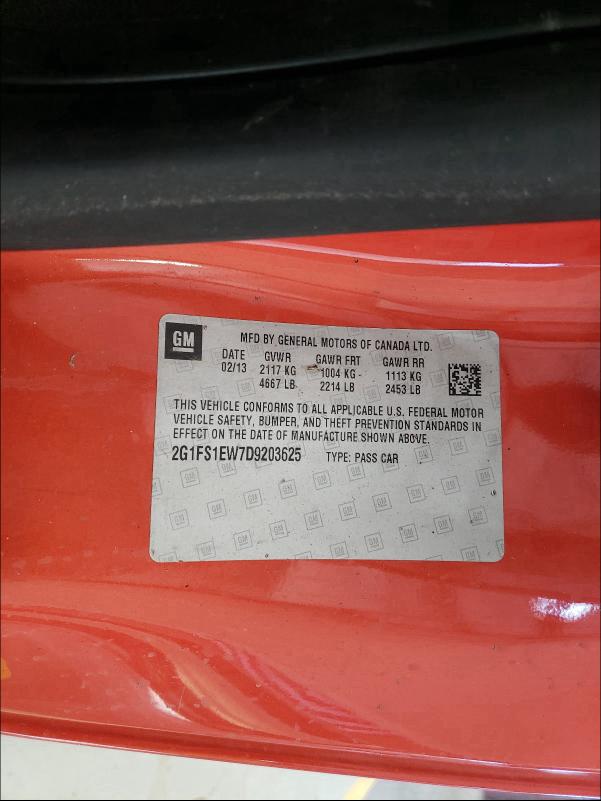 GM
MFD BY GENERAL MOTORS OF CANADA LTD.
DATE GVWR GAWR FRT GAWR RR
02/13 2117 KG 1004 KG 1113 KG
4667 LB 2214 LB 2453 LB
THIS VEHICLE CONFORMS TO ALL APPLICABLE U.S. FEDERAL MOTOR
VEHICLE SAFETY, BUMPER, AND THEFT PREVENTION STANDARDS IN
EFFECT ON THE DATE OF MANUFACTURE SHOWN ABOVE.
2G1FS1EW7D9203625 TYPE: PASS CAR